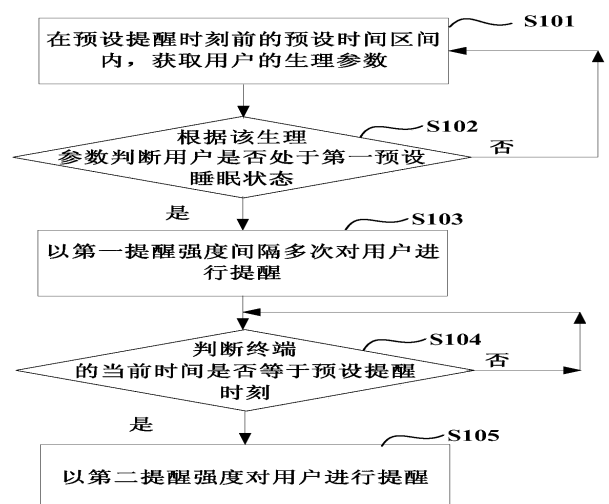 S101
在预设提醒时刻前的预设时间区间
内，获取用户的生理参数
S102
根据该生理
参数判断用户是否处于第一预设
睡眠状态
否
是
S103
以第一提醒强度间隔多次对用户进
行提醒
S104
判断终端
的当前时间是否等于预设提醒
时刻
否
是
S105
以第二提醒强度对用户进行提醒